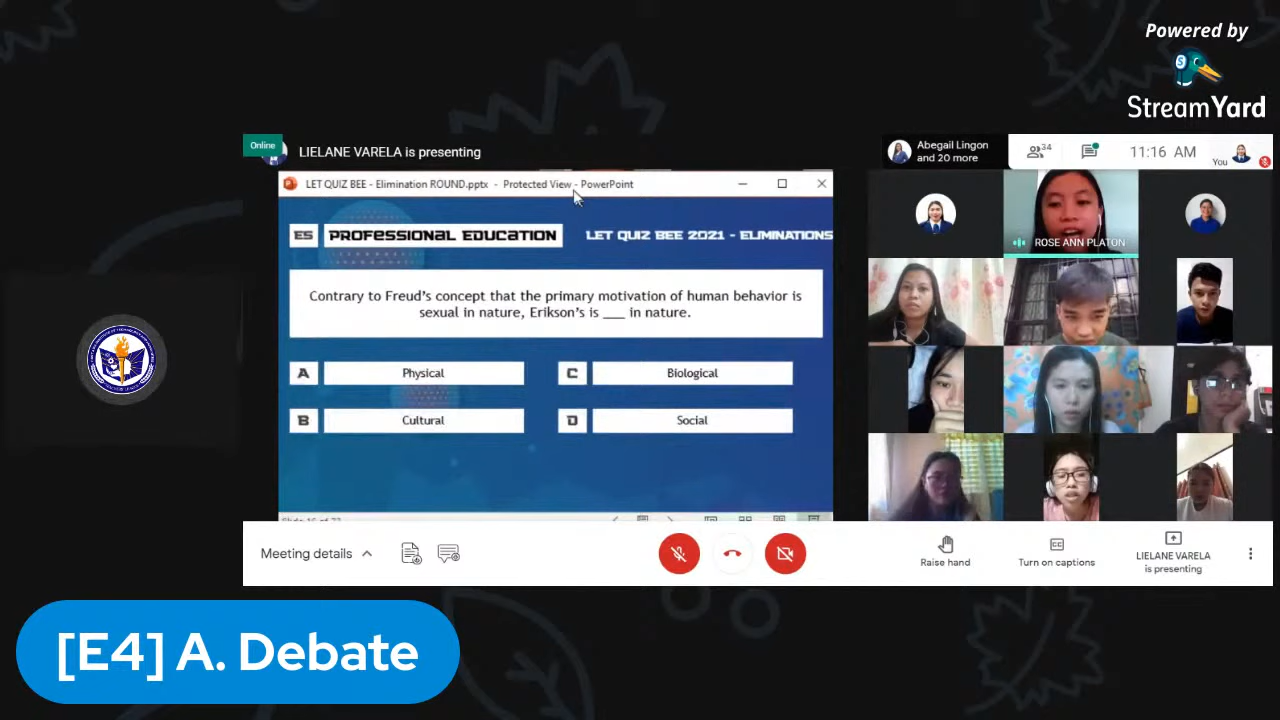 Powered by
StreamYard
Online
LIELANE VARELA is presenting
Abegail Lingon
and 20 more
34
11:16 AM
You
LET QUIZ BEE - Elimination ROUND.pptx - Protected View - PowerPoint
E5 PROFESSIONAL EDUCATION
LET QUIZ BEE 2021 - ELIMINATIONS
ROSE ANN PLATON
Contrary to Freud's concept that the primary motivation of human behavior is
sexual in nature, Erikson's is ___ in nature.
A Physical
C Biological
B Cultural
D Social
Meeting details
Raise hand
CC
Turn on captions
LIELANE VARELA
is presenting
[E4] A. Debate